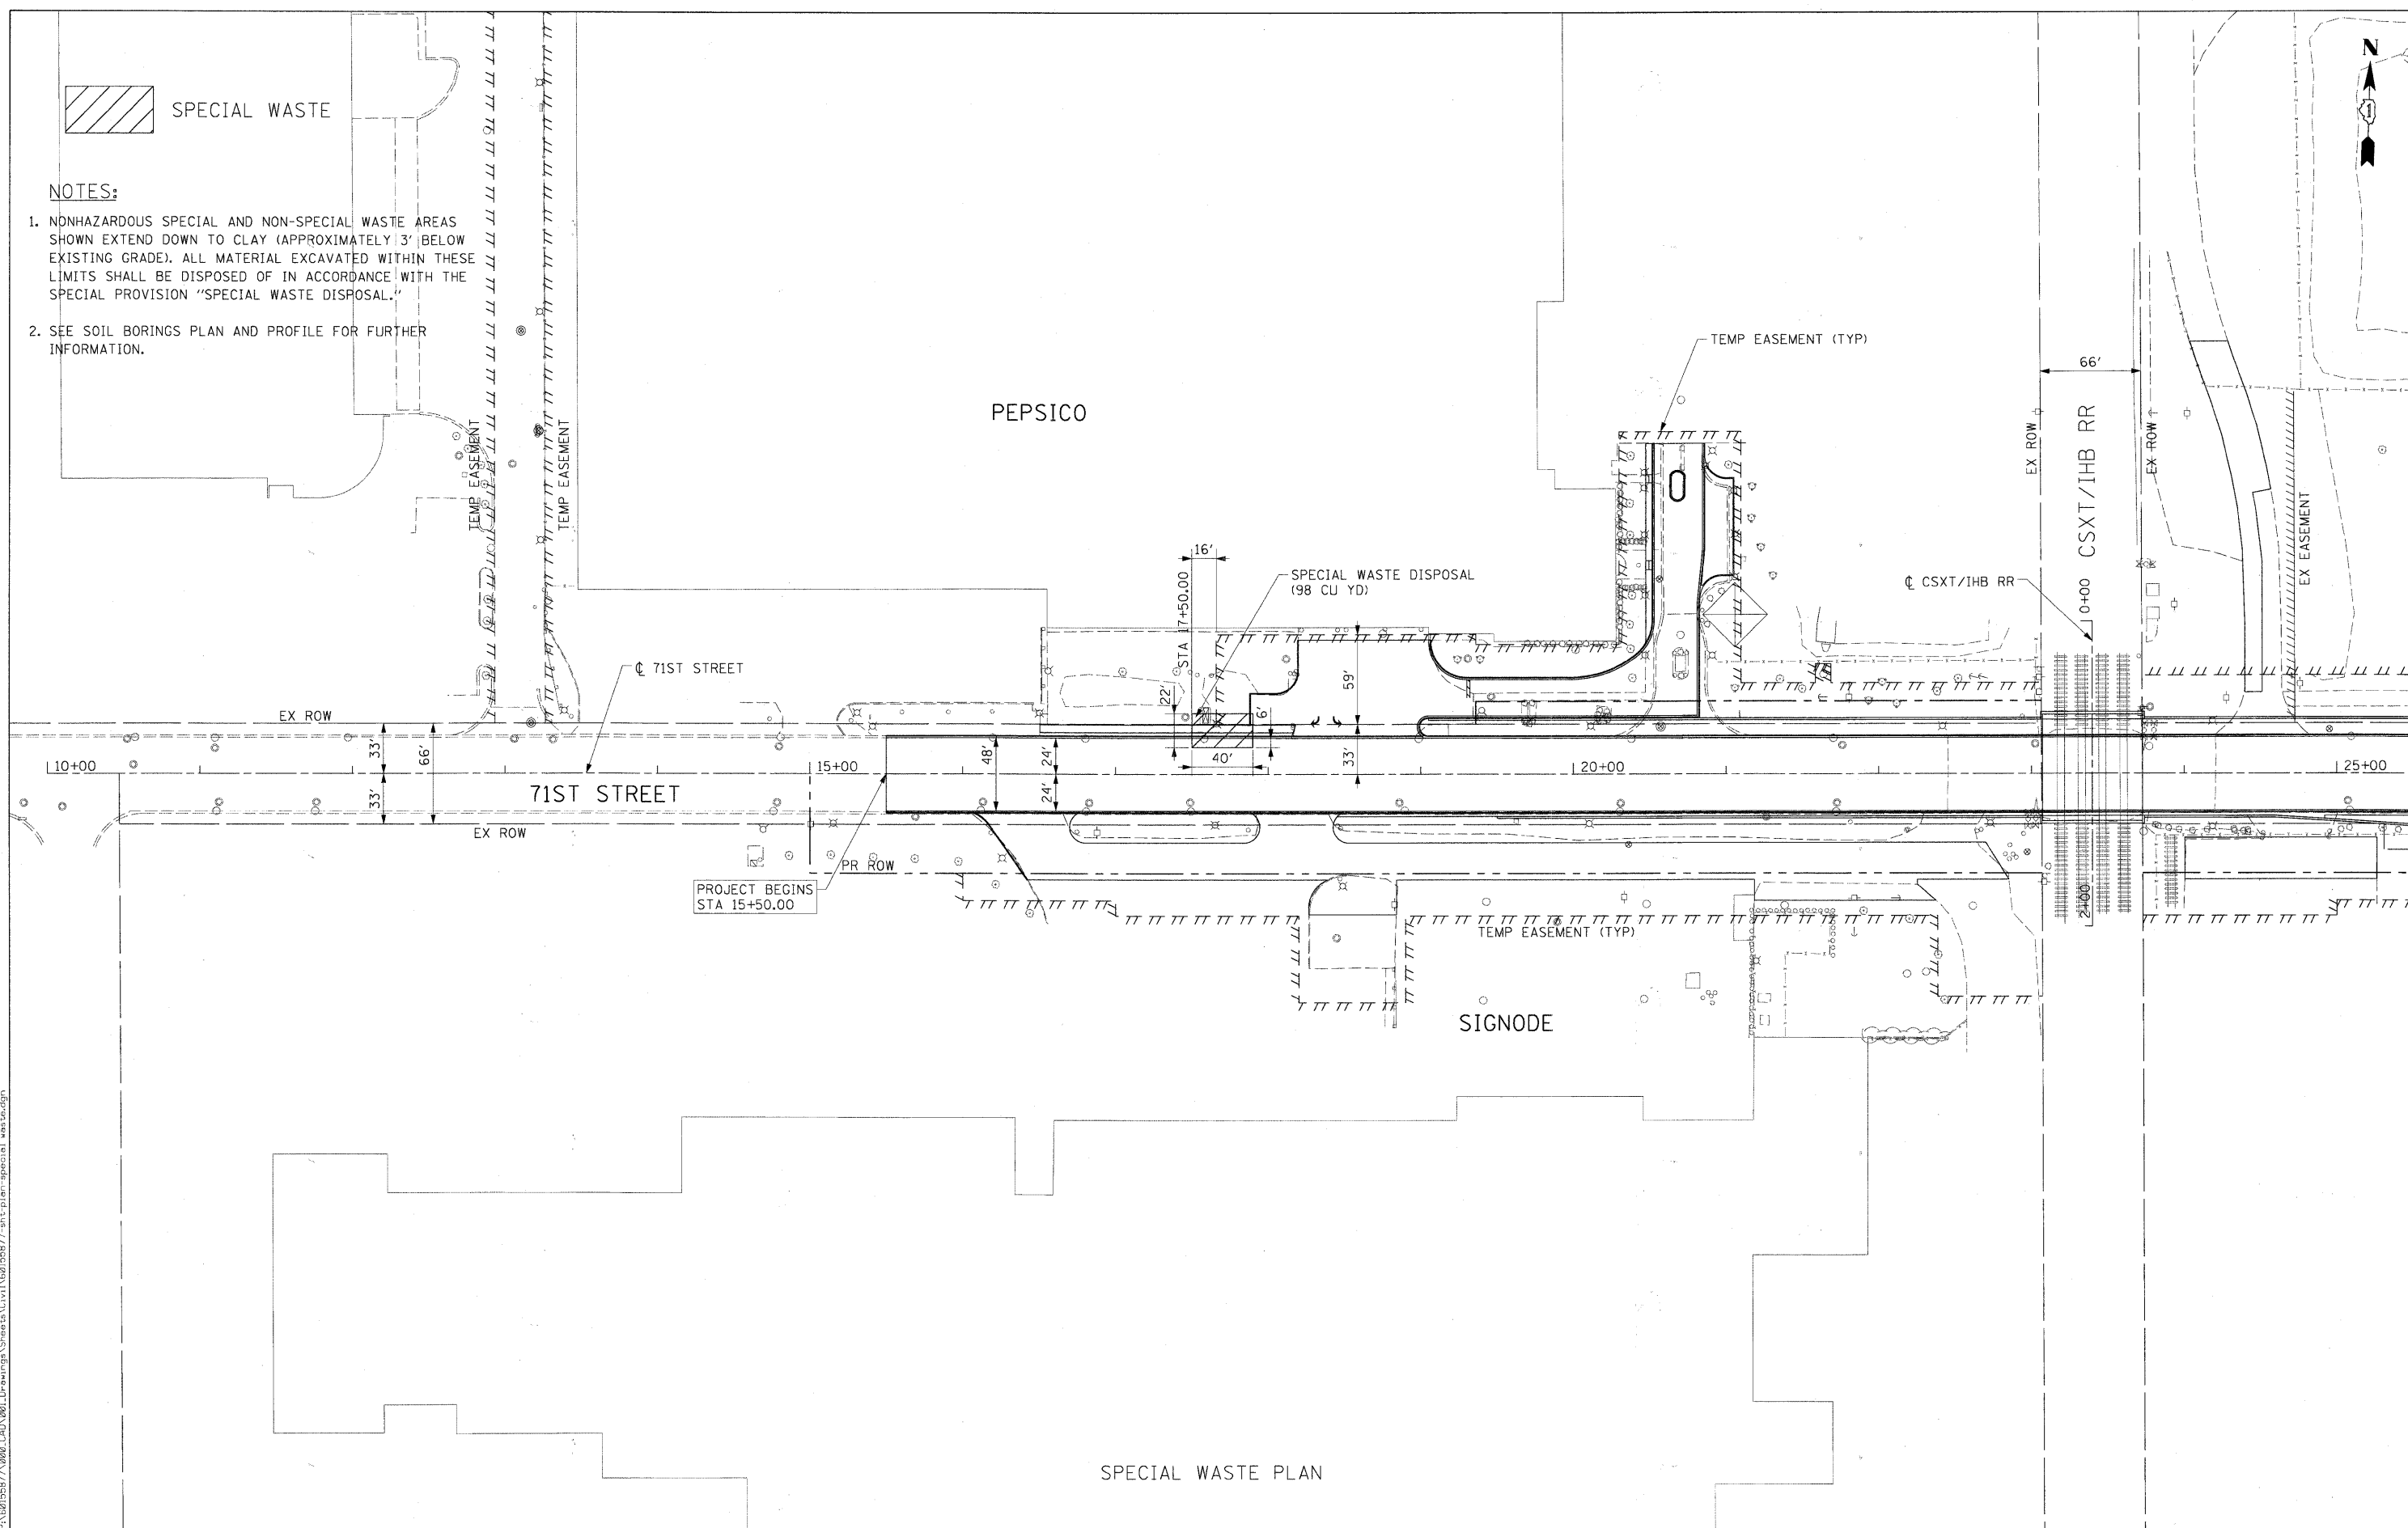 N
SPECIAL WASTE
NOTES:
1. NONHAZARDOUS SPECIAL AND NON-SPECIAL WASTE AREAS
SHOWN EXTEND DOWN TO CLAY (APPROXIMATELY 3' BELOW
EXISTING GRADE). ALL MATERIAL EXCAVATED WITHIN THESE
LIMITS SHALL BE DISPOSED OF IN ACCORDANCE WITH THE
SPECIAL PROVISION "SPECIAL WASTE DISPOSAL."
2. SEE SOIL BORINGS PLAN AND PROFILE FOR FURTHER
INFORMATION.
TEMP EASEMENT (TYP)
66'
PEPSICO
TEMP EASEMENT
TEMP EASEMENT
EX ROW
CSXT/IHB RR
EX ROW
EX EASEMENT
16'
STA 17+50.00
SPECIAL WASTE DISPOSAL
(98 CU YD)
℄ CSXT/IHB RR
0+00
℄ 71ST STREET
59'
22'
6'
EX ROW
33'
66'
48'
24'
40'
33'
10+00
15+00
20+00
25+00
33'
71ST STREET
24'
EX ROW
PR ROW
PROJECT BEGINS
STA 15+50.00
2+00
TEMP EASEMENT (TYP)
SIGNODE
SPECIAL WASTE PLAN